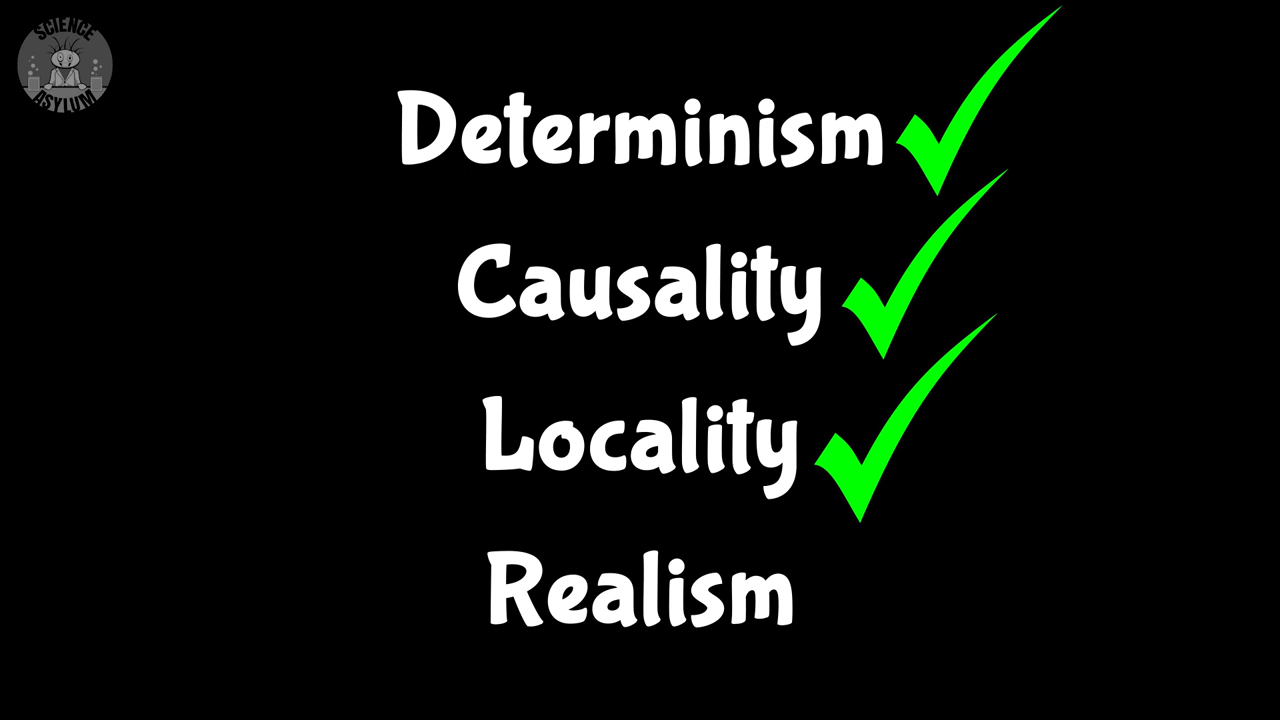 SCIENCE
ASYLUM
Determinism
Causality
Locality
Realism